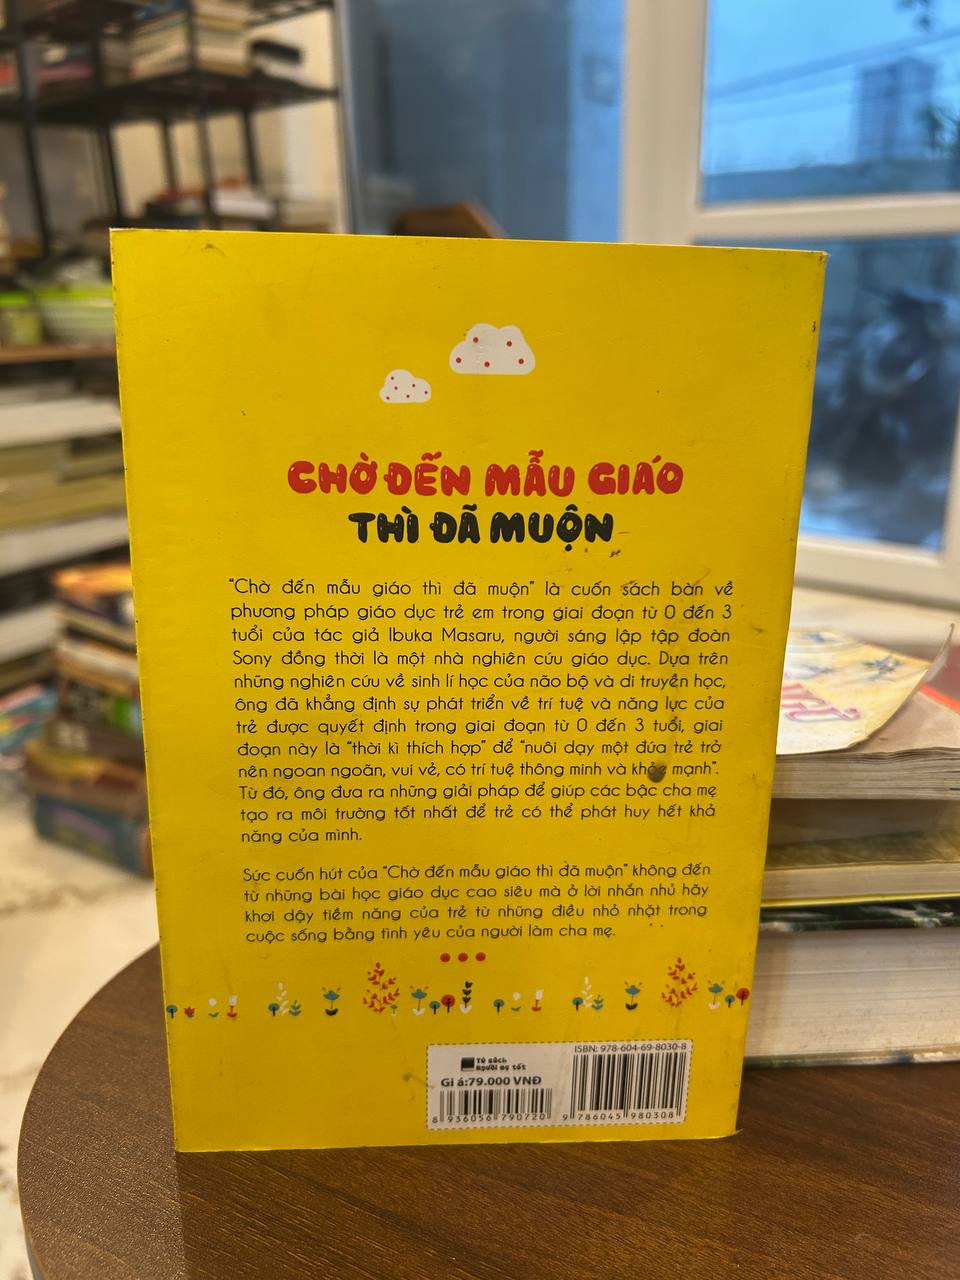 CHỜ ĐẾN MẪU GIÁO
THÌ ĐÃ MUỘN
"Chờ đến mẫu giáo thì đã muộn" là cuốn sách bàn về
phương pháp giáo dục trẻ em trong giai đoạn từ 0 đến 3
tuổi của tác giả Ibuka Masaru, người sáng lập tập đoàn
Sony đồng thời là một nhà nghiên cứu giáo dục. Dựa trên
những nghiên cứu về sinh lí học của não bộ và di truyền học,
ông đã khẳng định sự phát triển về trí tuệ và năng lực của
trẻ được quyết định trong giai đoạn từ 0 đến 3 tuổi, giai
đoạn này là "thời kì thích hợp" để "nuôi dạy một đứa trẻ trở
nên ngoan ngoãn, vui vẻ, có trí tuệ thông minh và khỏe mạnh".
Từ đó, ông đưa ra những giải pháp để giúp các bậc cha mẹ
tạo ra môi trường tốt nhất để trẻ có thể phát huy hết khả
năng của mình.
Sức cuốn hút của "Chờ đến mẫu giáo thì đã muộn" không đến
từ những bài học giáo dục cao siêu mà ở lời nhắn nhủ hãy
khơi dậy tiềm năng của trẻ từ những điều nhỏ nhặt trong
cuộc sống bằng tình yêu của người làm cha mẹ.
Tủ sách
Người mẹ tốt
Gi á:79.000 VNĐ
8 936056 790720
ISBN: 978-604-69-8030-8
9 786045 980308